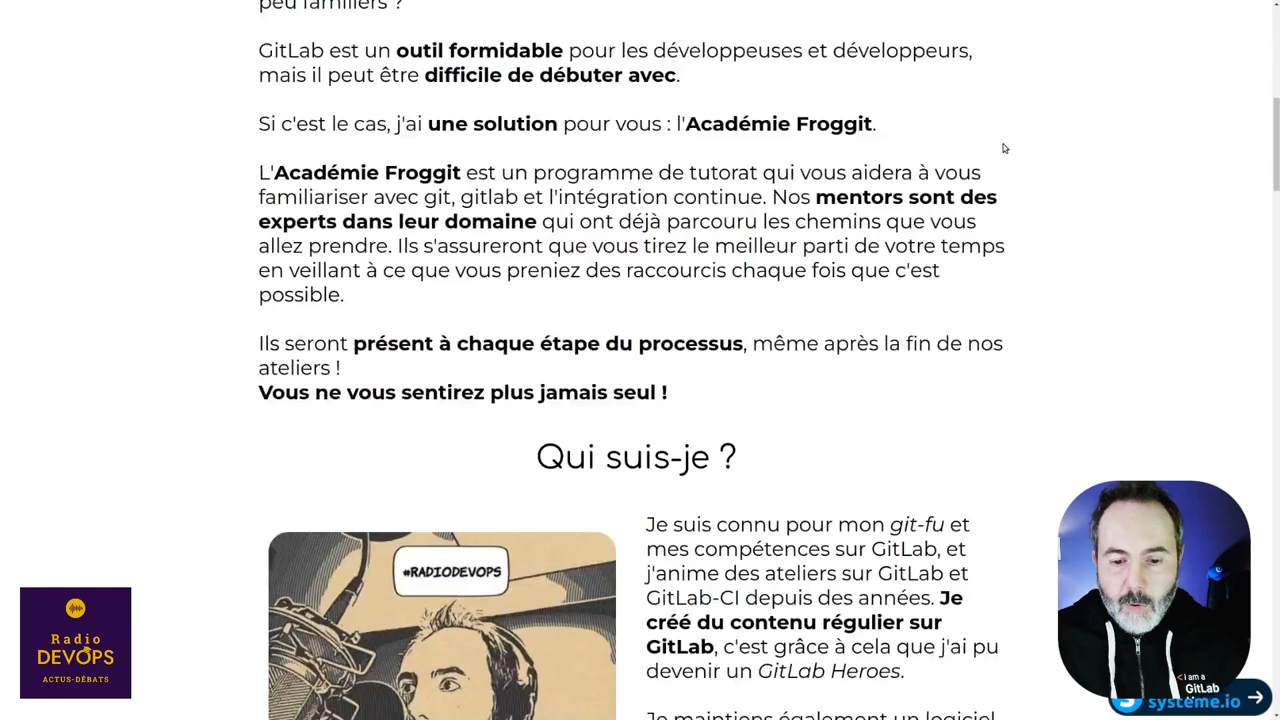 peu familiers ?
GitLab est un outil formidable pour les développeuses et développeurs,
mais il peut être difficile de débuter avec.
Si c'est le cas, j'ai une solution pour vous : l'Académie Froggit.
L'Académie Froggit est un programme de tutorat qui vous aidera à vous
familiariser avec git, gitlab et l'intégration continue. Nos mentors sont des
experts dans leur domaine qui ont déjà parcouru les chemins que vous
allez prendre. Ils s'assureront que vous tirez le meilleur parti de votre temps
en veillant à ce que vous preniez des raccourcis chaque fois que c'est
possible.
Ils seront présent à chaque étape du processus, même après la fin de nos
ateliers !
Vous ne vous sentirez plus jamais seul !
Qui suis-je ?
#RADIODEVOPS
Je suis connu pour mon git-fu et
mes compétences sur GitLab, et
j'anime des ateliers sur GitLab et
GitLab-CI depuis des années. Je
créé du contenu régulier sur
GitLab, c'est grâce à cela que j'ai pu
devenir un GitLab Heroes.
Je maintiens également un logiciel
Radio
DEVOPS
ACTUS-DÉBATS
<I am a
GitLab
systeme.io